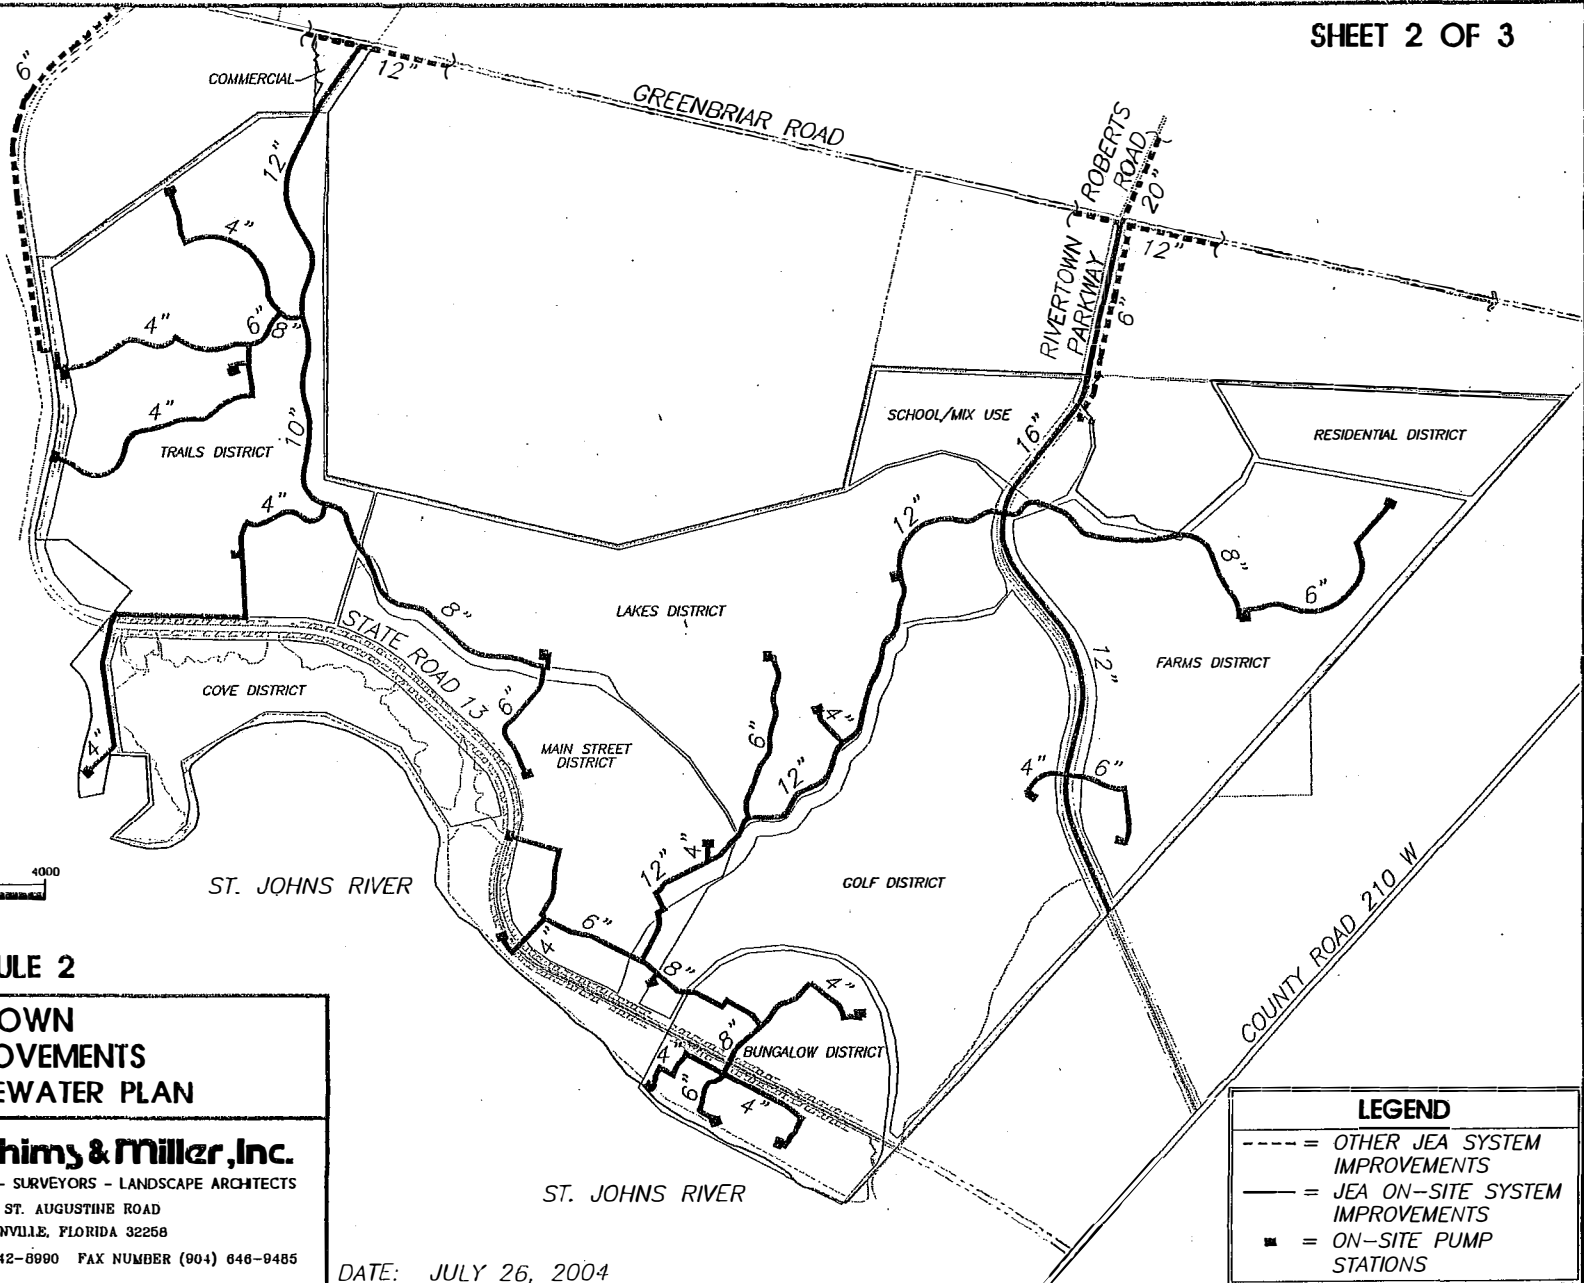 SHEET 2 OF 3
6"
COMMERCIAL
12"
GREENBRIAR ROAD
ROBERTS
ROAD
20"
12"
12"
RIVERTOWN
PARKWAY
6"
4"
4"
6"
8"
4"
10"
TRAILS DISTRICT
SCHOOL/MIX USE
16"
RESIDENTIAL DISTRICT
4"
12"
8"
6"
8"
LAKES DISTRICT
STATE ROAD 13
12"
FARMS DISTRICT
COVE DISTRICT
6"
4"
6"
4"
MAIN STREET
DISTRICT
12"
4"
6"
4"
12"
GOLF DISTRICT
4000
ST. JOHNS RIVER
6"
4"
8"
4"
COUNTY ROAD 210 W
8"
BUNGALOW DISTRICT
4"
6"
4"
ULE 2
OWN
OVEMENTS
EWATER PLAN
hims & Miller, Inc.
- SURVEYORS - LANDSCAPE ARCHITECTS
ST. AUGUSTINE ROAD
NVILLE, FLORIDA 32258
42-8990 FAX NUMBER (904) 646-9485
ST. JOHNS RIVER
DATE: JULY 26, 2004
LEGEND
---- = OTHER JEA SYSTEM
IMPROVEMENTS
—— = JEA ON-SITE SYSTEM
IMPROVEMENTS
■ = ON-SITE PUMP
STATIONS